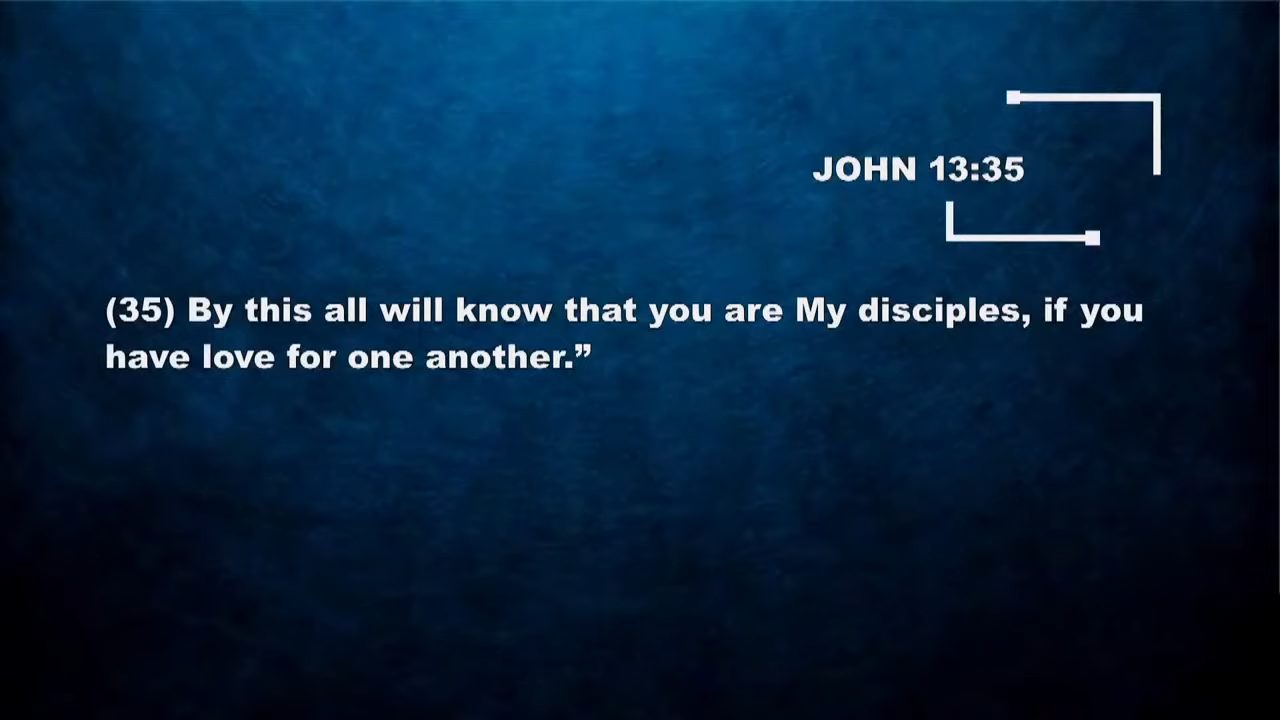 JOHN 13:35
(35) By this all will know that you are My disciples, if you
have love for one another.”